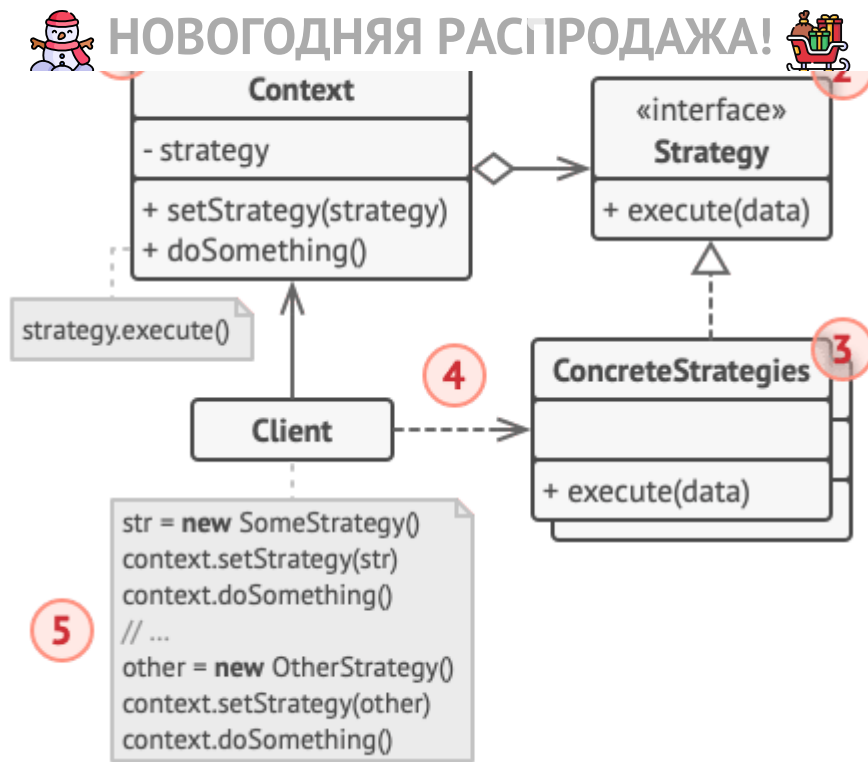 НОВОГОДНЯЯ РАСПРОДАЖА!
Context
- strategy
+ setStrategy(strategy)
+ doSomething()
2
«interface»
Strategy
+ execute(data)
strategy.execute()
3
ConcreteStrategies
+ execute(data)
4
Client
5
str = new SomeStrategy()
context.setStrategy(str)
context.doSomething()
// ...
other = new OtherStrategy()
context.setStrategy(other)
context.doSomething()